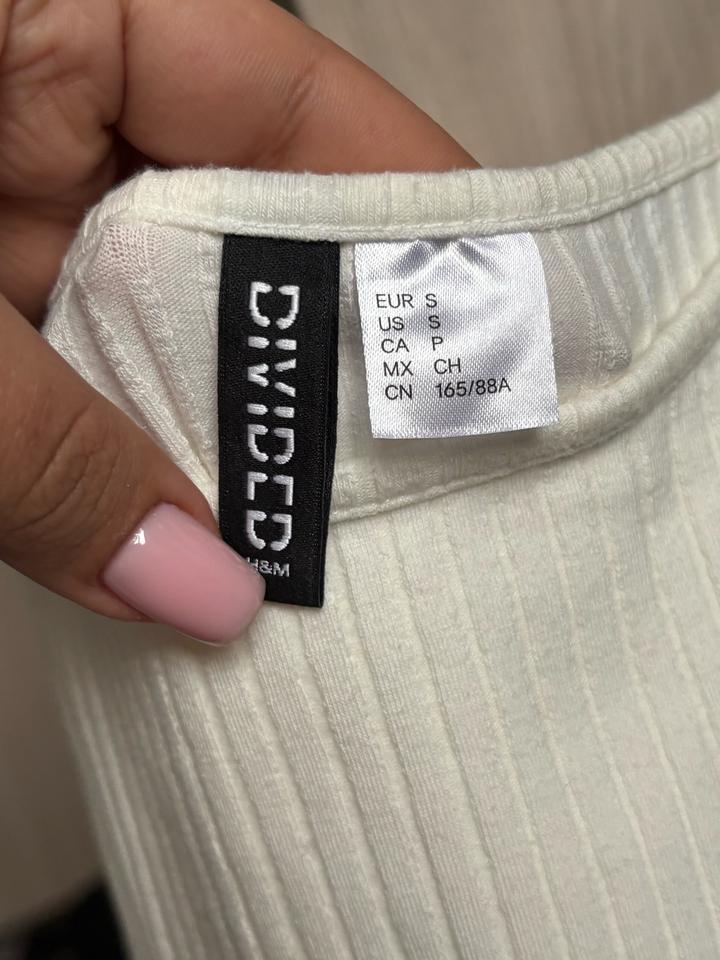 DIVIDED
H&M
EUR S
US S
CA P
MX CH
CN 165/88A